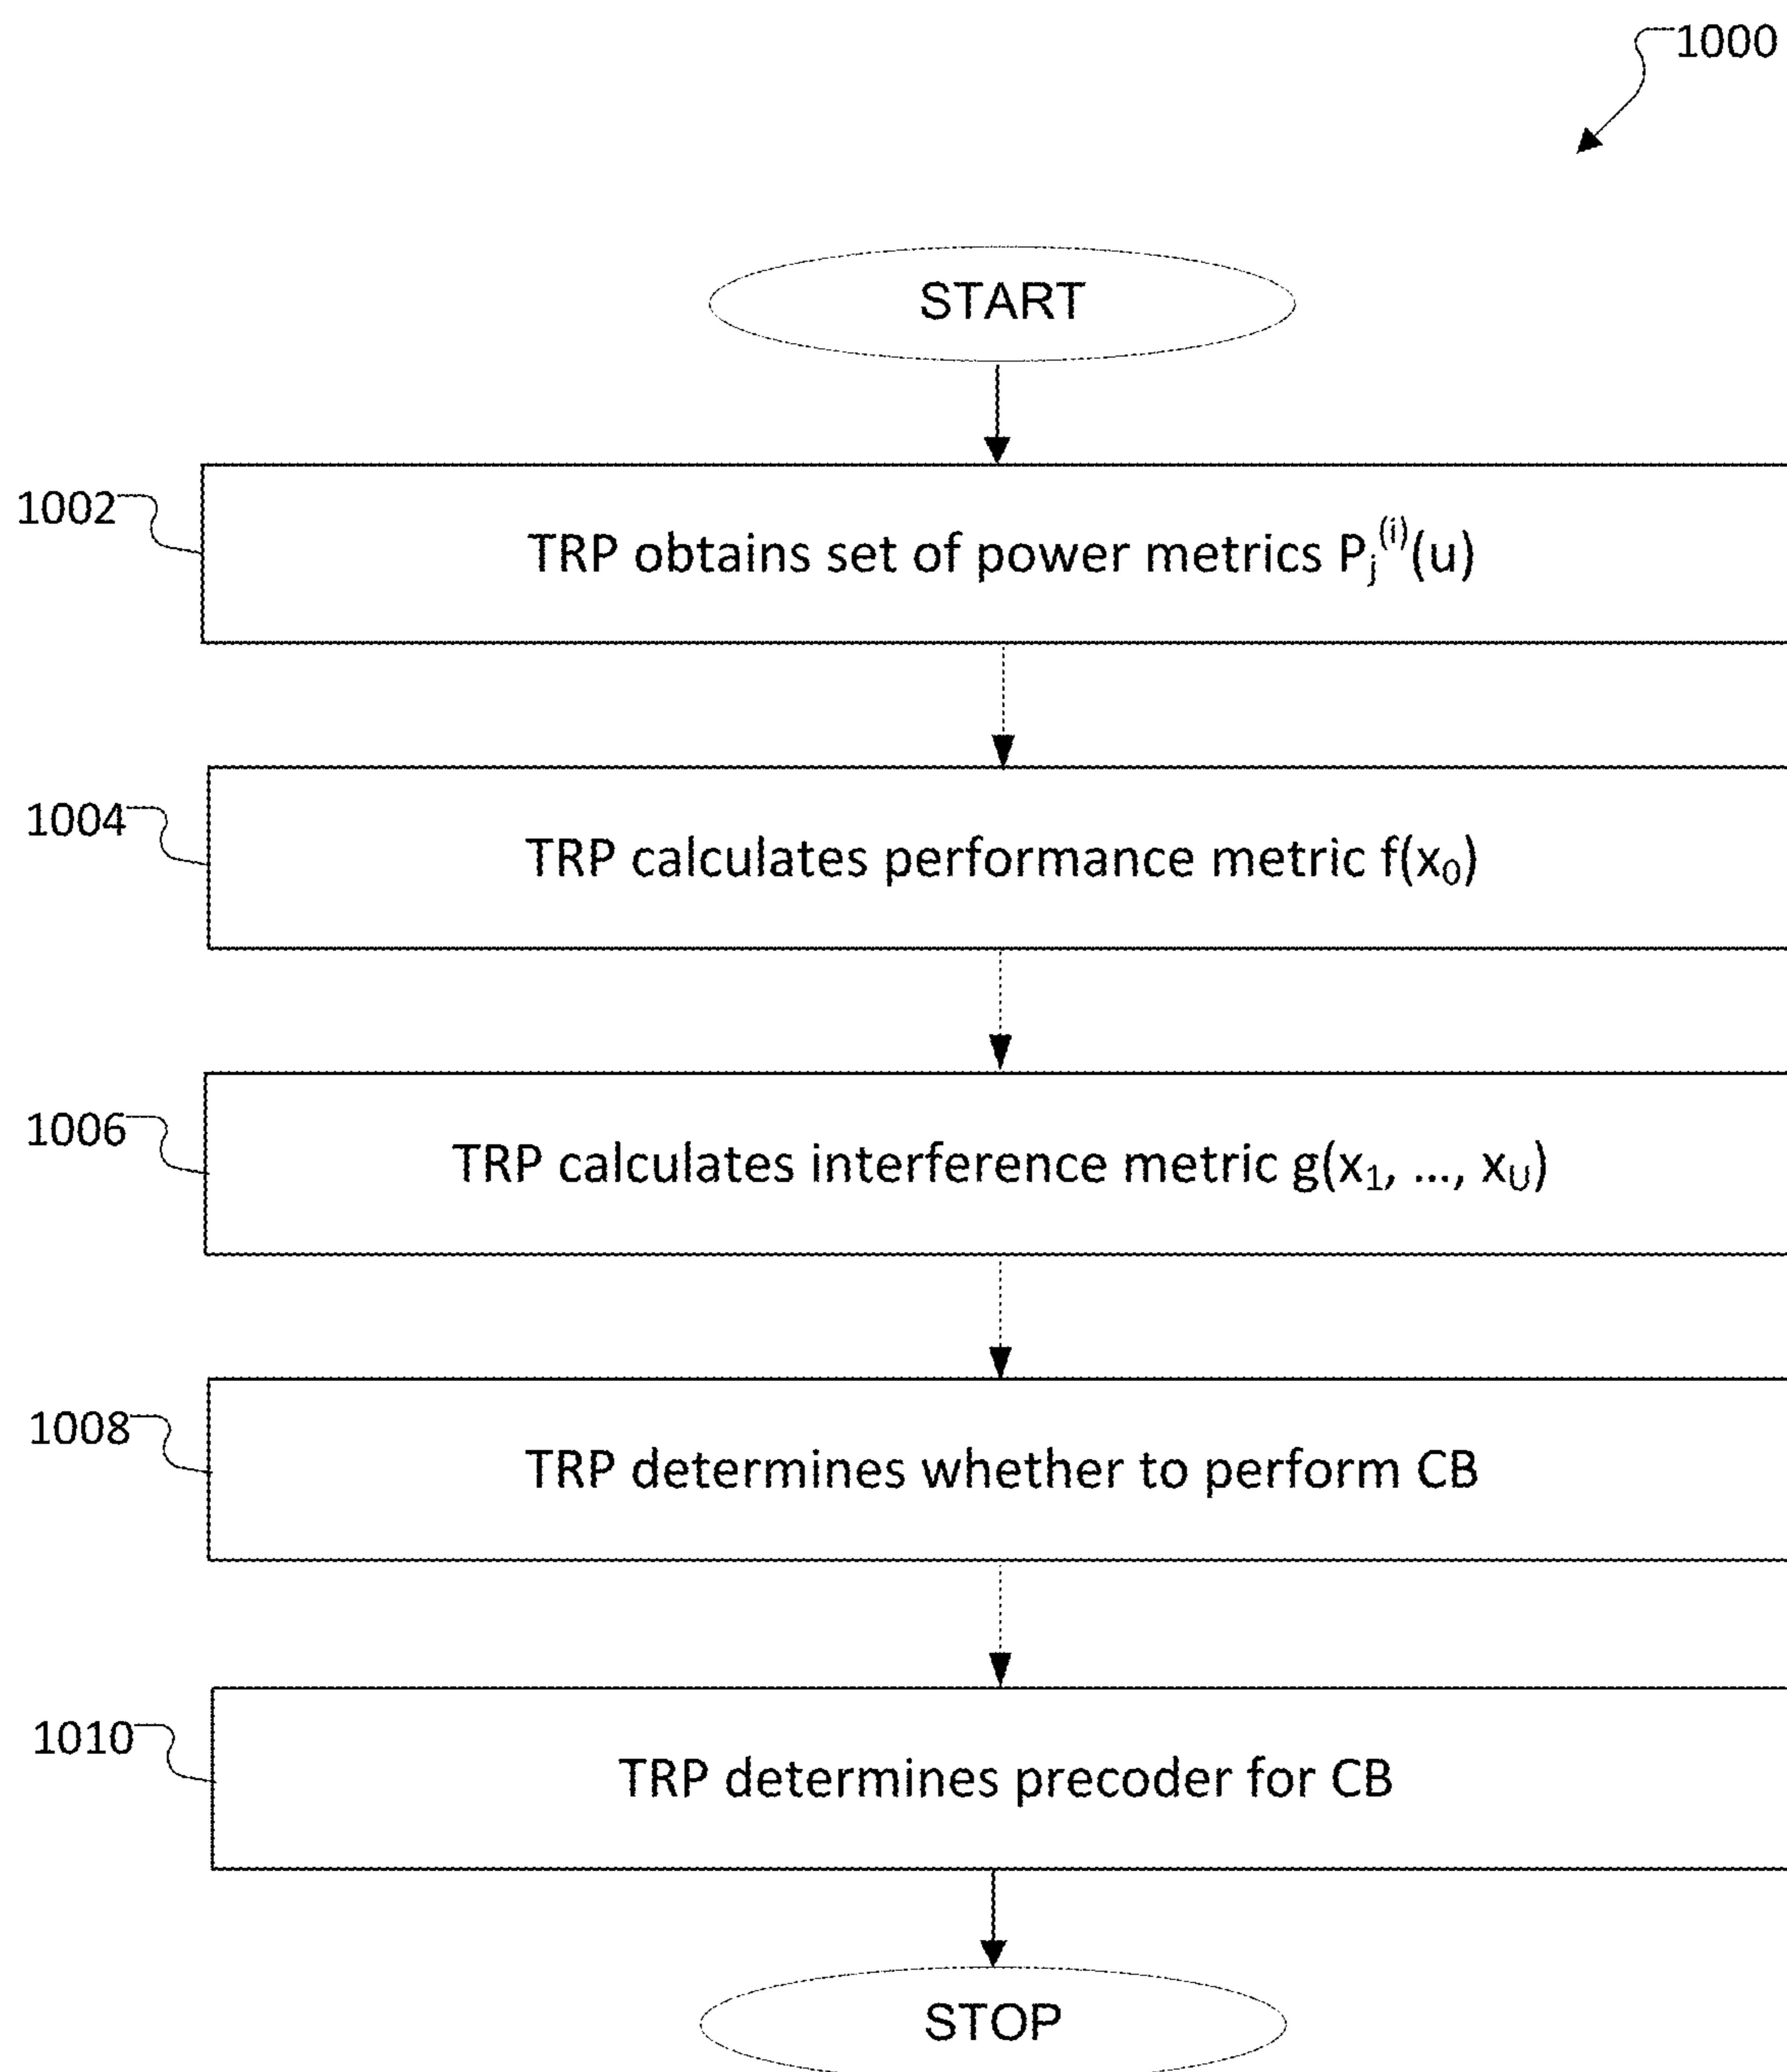 1000
START
1002
TRP obtains set of power metrics Pⱼ⁽ⁱ⁾(u)
1004
TRP calculates performance metric f(x₀)
1006
TRP calculates interference metric g(x₁, ..., x_U)
1008
TRP determines whether to perform CB
1010
TRP determines precoder for CB
STOP